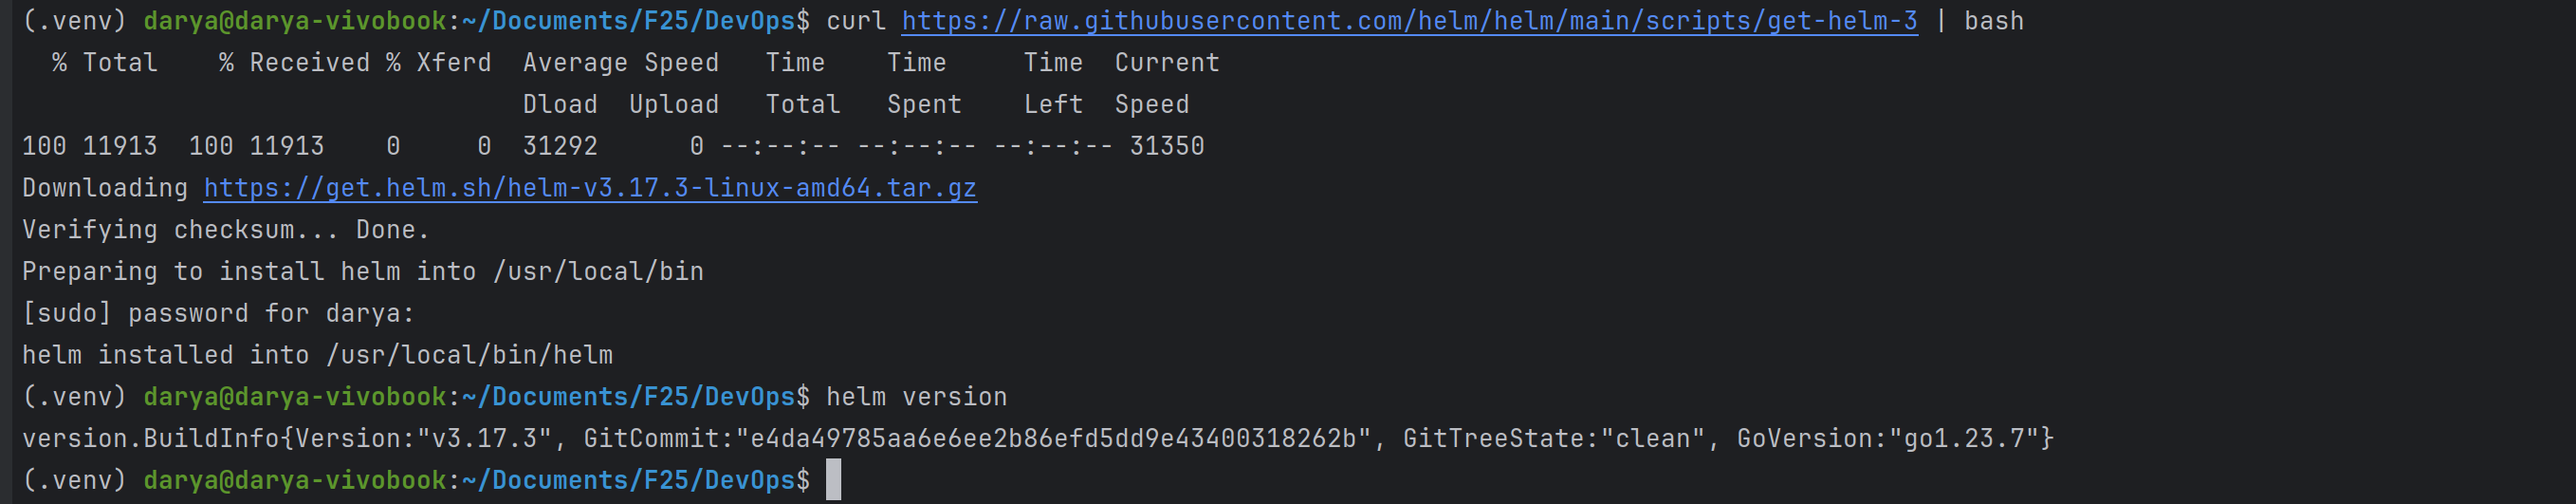 (.venv) darya@darya-vivobook:~/Documents/F25/DevOps$ curl https://raw.githubusercontent.com/helm/helm/main/scripts/get-helm-3 | bash
  % Total    % Received % Xferd  Average Speed   Time    Time     Time  Current
                                 Dload  Upload   Total   Spent    Left  Speed
100 11913  100 11913    0     0  31292      0 --:--:-- --:--:-- --:--:-- 31350
Downloading https://get.helm.sh/helm-v3.17.3-linux-amd64.tar.gz
Verifying checksum... Done.
Preparing to install helm into /usr/local/bin
[sudo] password for darya:
helm installed into /usr/local/bin/helm
(.venv) darya@darya-vivobook:~/Documents/F25/DevOps$ helm version
version.BuildInfo{Version:"v3.17.3", GitCommit:"e4da49785aa6e6ee2b86efd5dd9e43400318262b", GitTreeState:"clean", GoVersion:"go1.23.7"}
(.venv) darya@darya-vivobook:~/Documents/F25/DevOps$